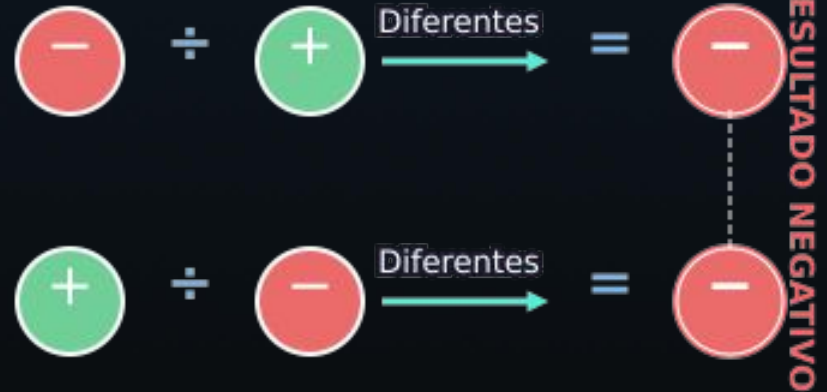 − ÷ + Diferentes = −
+ ÷ − Diferentes = −
ESULTADO NEGATIVO